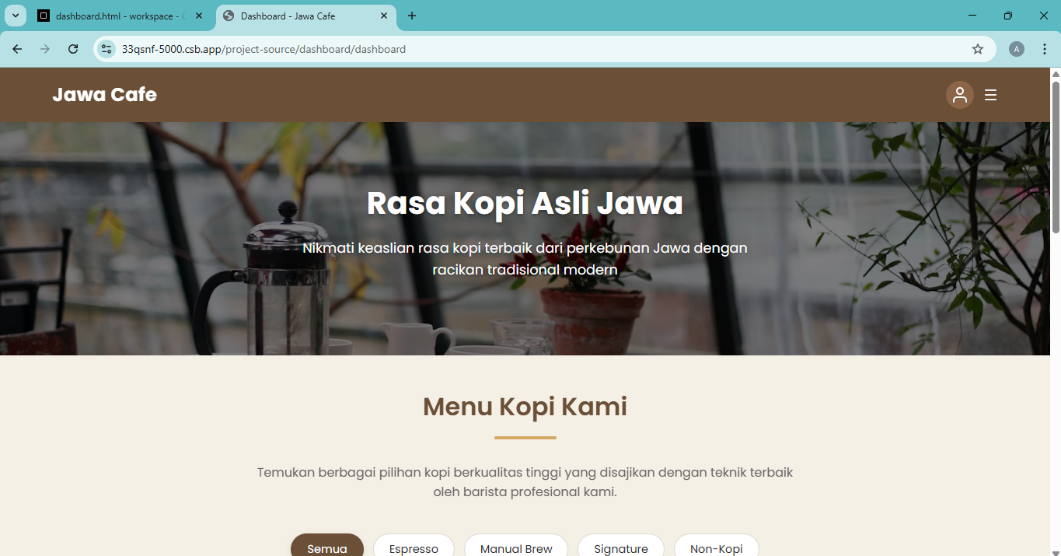 dashboard.html - workspace -
Dashboard - Jawa Cafe
33qsnf-5000.csb.app/project-source/dashboard/dashboard
A
Jawa Cafe
Rasa Kopi Asli Jawa
Nikmati keaslian rasa kopi terbaik dari perkebunan Jawa dengan
racikan tradisional modern
Menu Kopi Kami
Temukan berbagai pilihan kopi berkualitas tinggi yang disajikan dengan teknik terbaik
oleh barista profesional kami.
Semua Espresso Manual Brew Signature Non-Kopi